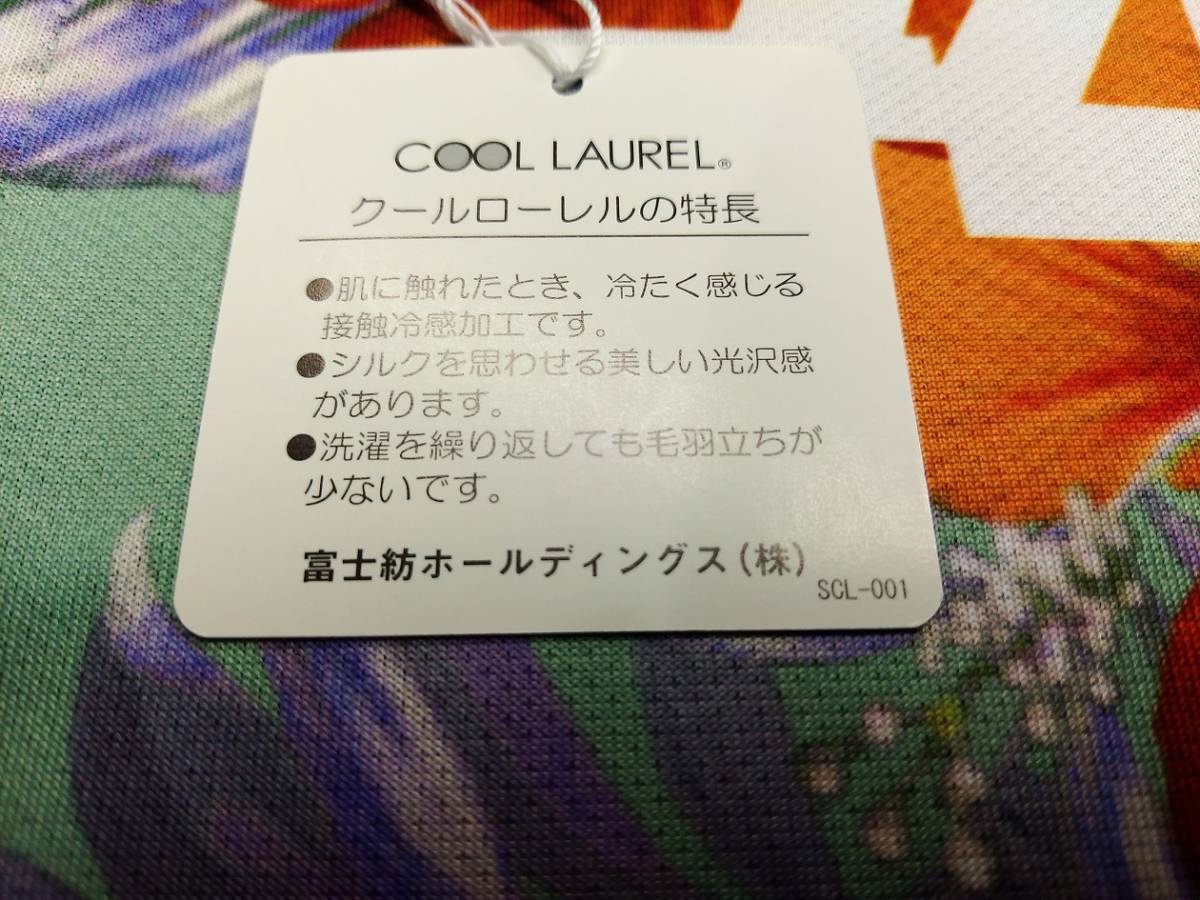 COOL LAUREL®
クールローレルの特長
●肌に触れたとき、冷たく感じる
接触冷感加工です。
●シルクを思わせる美しい光沢感
があります。
●洗濯を繰り返しても毛羽立ちが
少ないです。
富士紡ホールディングス(株)
SCL-001